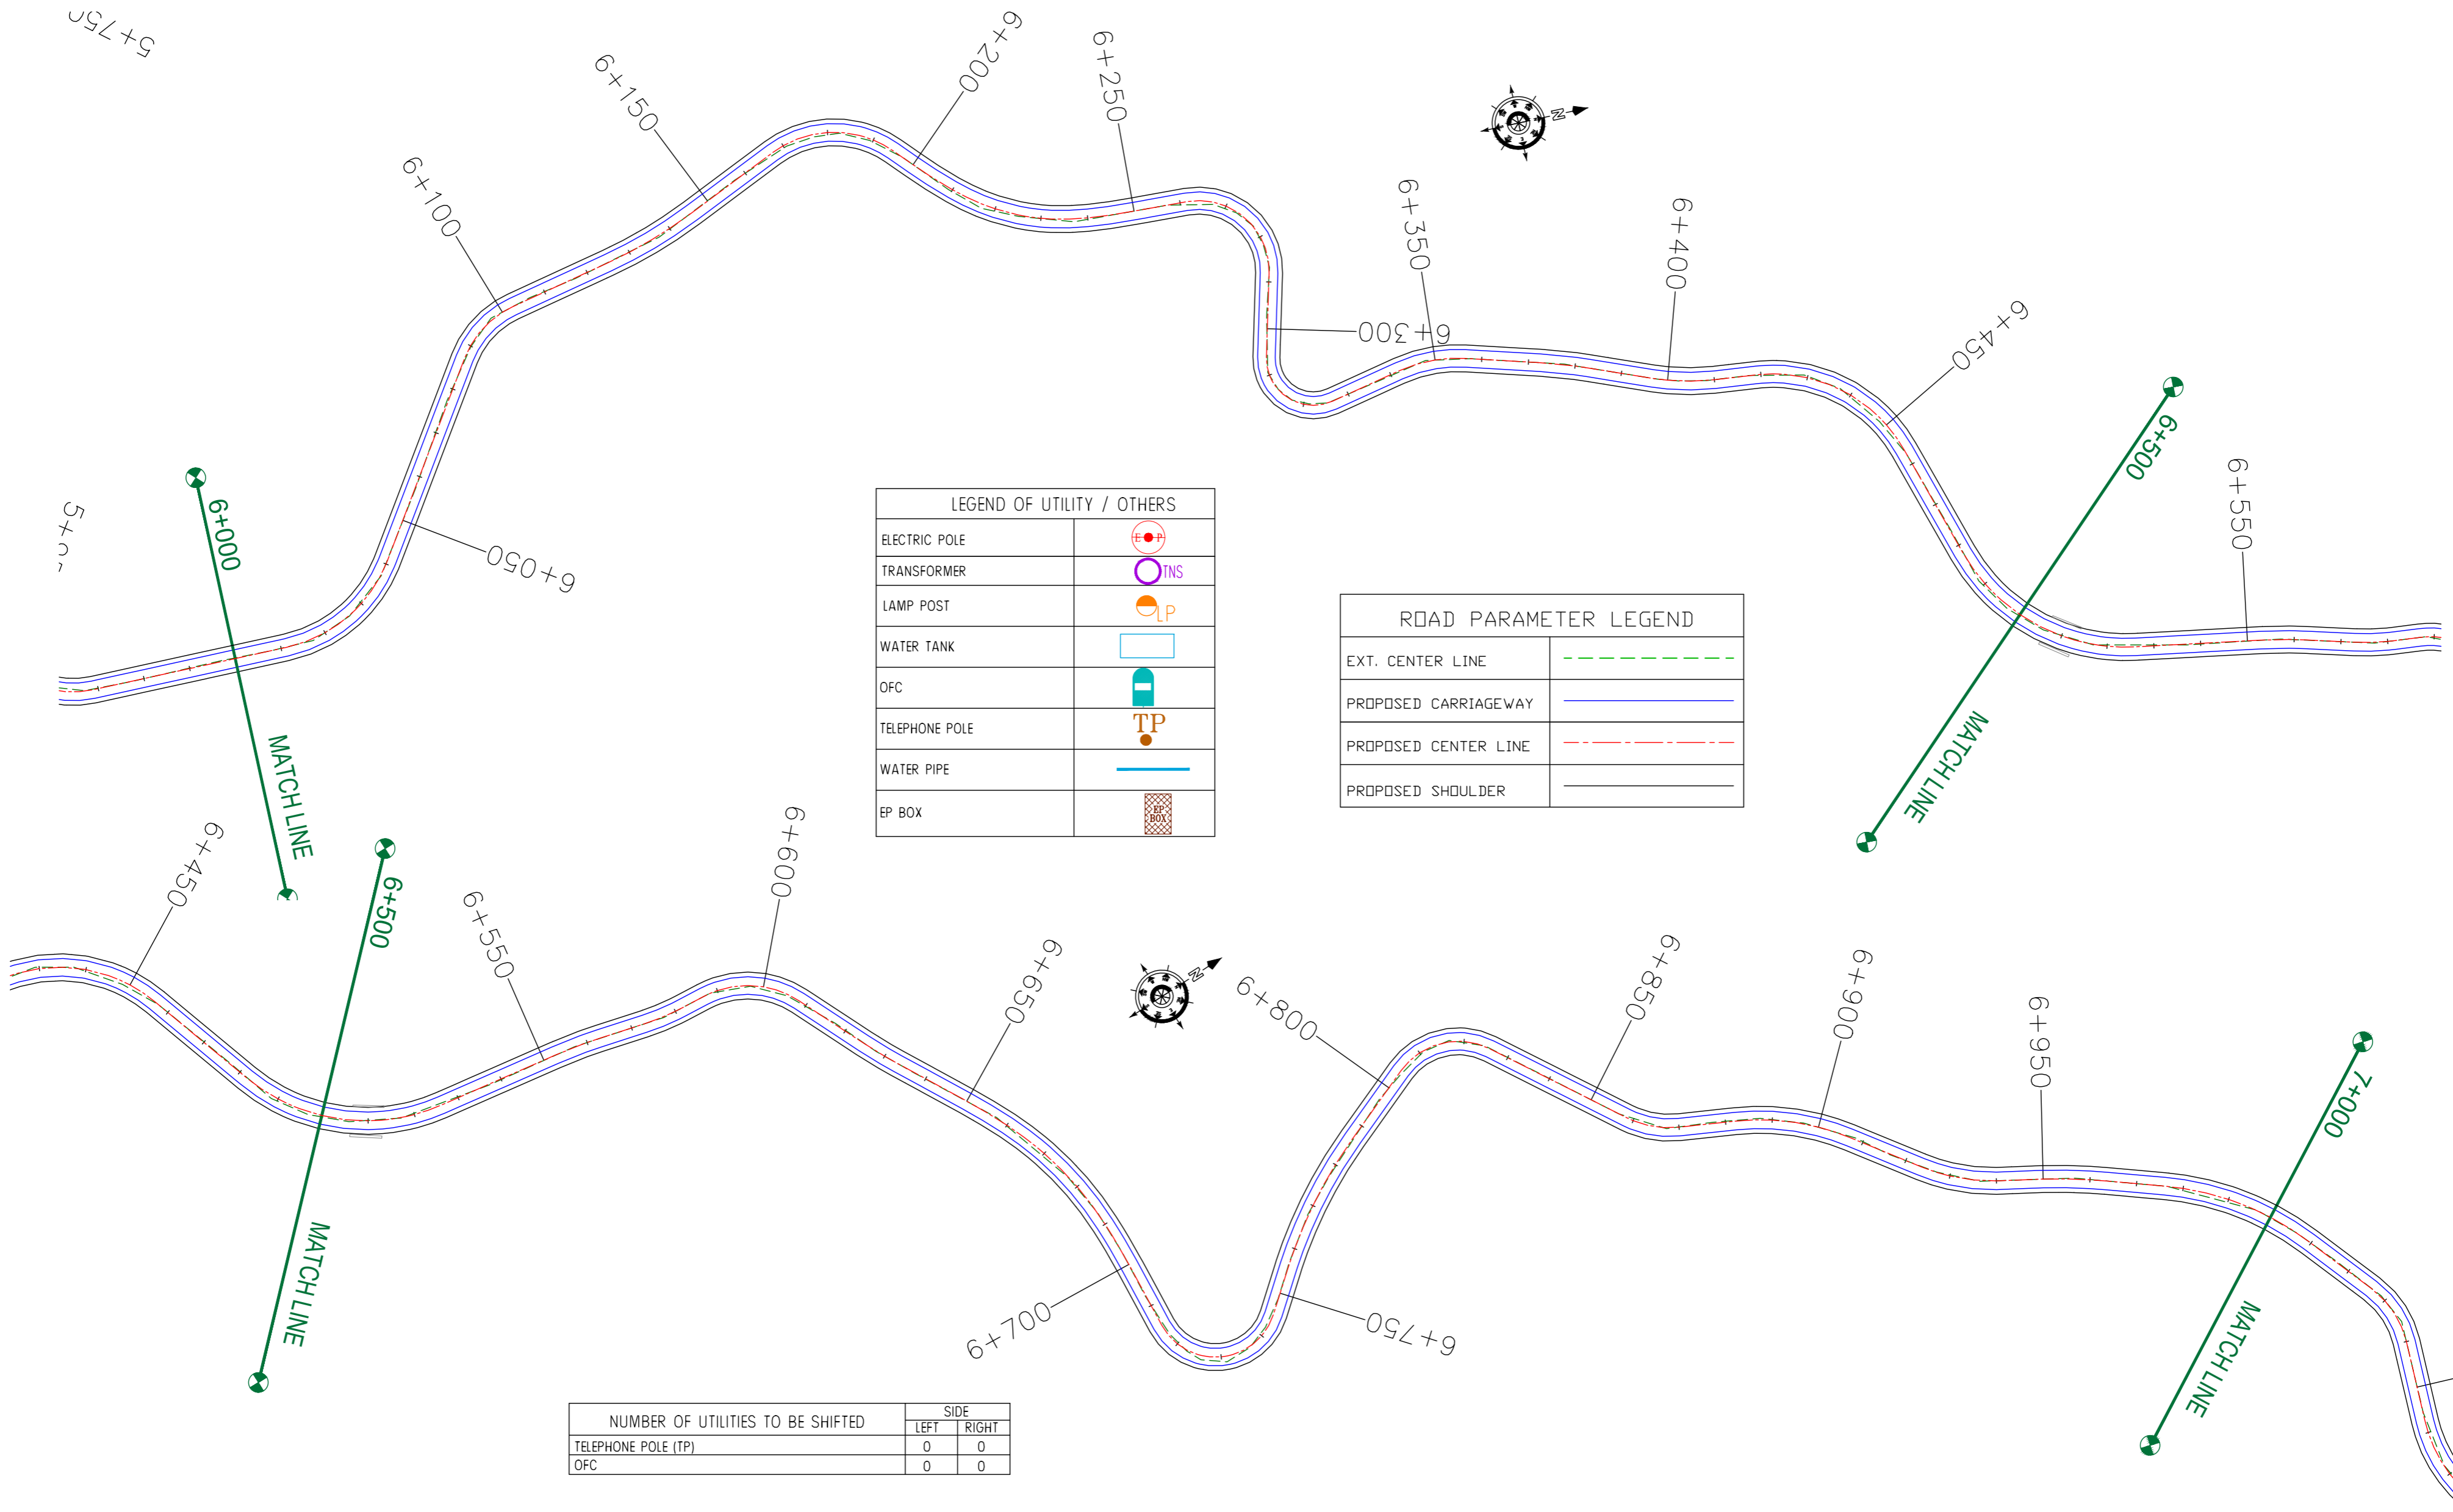 5+750
6+200
6+250
6+150
6+100
N
6+350
6+400
6+300
6+450
6+500
6+550
6+000
6+050
MATCH LINE
MATCH LINE
LEGEND OF UTILITY / OTHERS
ELECTRIC POLE E P
TRANSFORMER TNS
LAMP POST LP
WATER TANK
OFC
TELEPHONE POLE TP
WATER PIPE
EP BOX EP BOX
ROAD PARAMETER LEGEND
EXT. CENTER LINE
PROPOSED CARRIAGEWAY
PROPOSED CENTER LINE
PROPOSED SHOULDER
6+450
6+500
6+550
6+600
6+650
N
6+800
6+850
6+900
6+950
7+000
6+700
6+750
MATCH LINE
MATCH LINE
NUMBER OF UTILITIES TO BE SHIFTED SIDE
LEFT RIGHT
TELEPHONE POLE (TP) 0 0
OFC 0 0